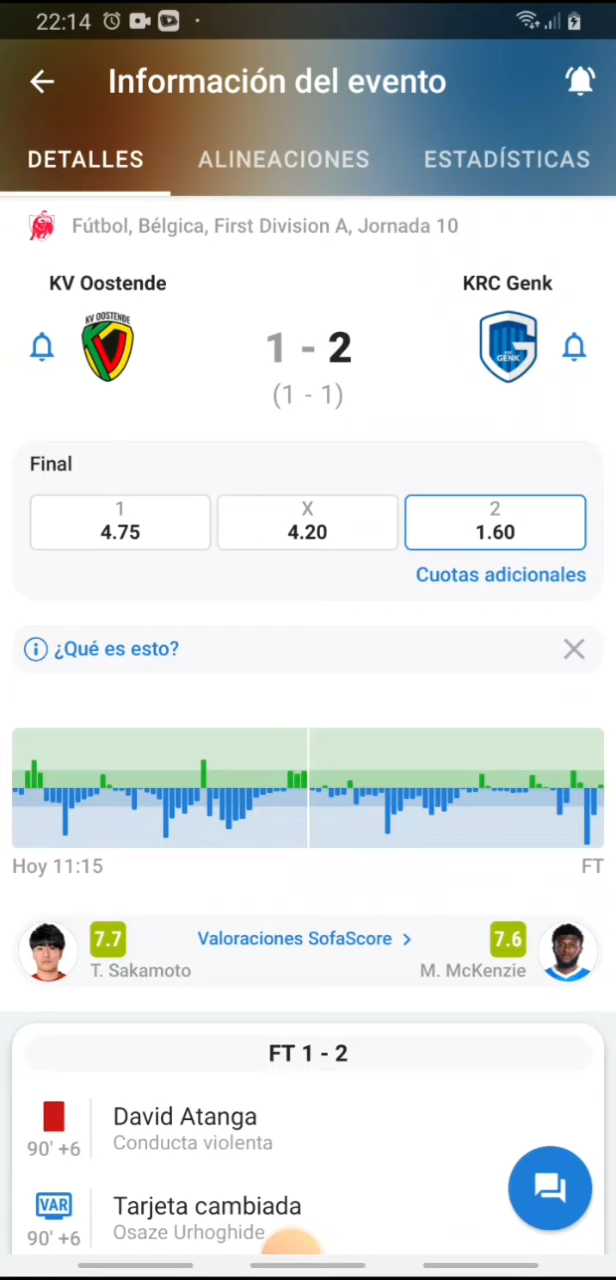 22:14
Información del evento
DETALLES ALINEACIONES ESTADÍSTICAS
Fútbol, Bélgica, First Division A, Jornada 10
KV Oostende KRC Genk
KV OOSTENDE
GENK
1 - 2
(1 - 1)
Final
1 X 2
4.75 4.20 1.60
Cuotas adicionales
¿Qué es esto?
Hoy 11:15 FT
7.7 Valoraciones SofaScore > 7.6
T. Sakamoto M. McKenzie
FT 1 - 2
David Atanga
90' +6 Conducta violenta
VAR Tarjeta cambiada
90' +6 Osaze Urhoghide